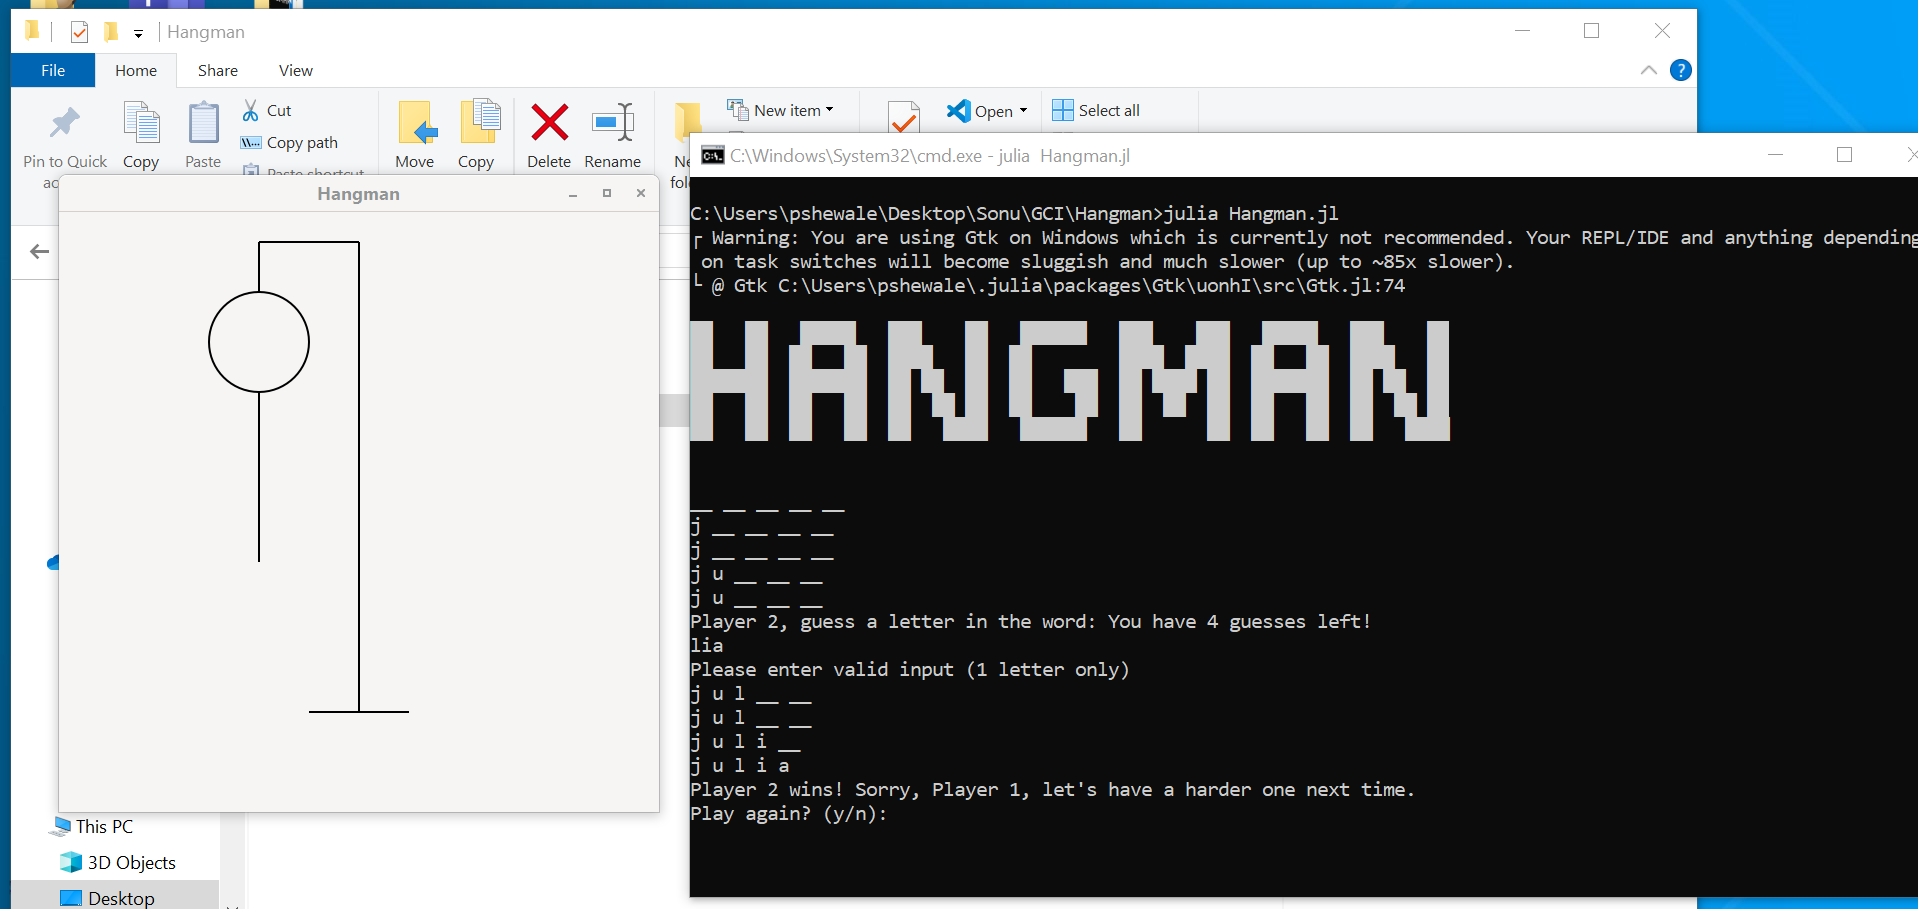 Hangman
File Home Share View
Pin to Quick
Copy
Paste
Cut
Copy path
Paste shortcut
Move
Copy
Delete
Rename
New item
Open
Select all
C:\Windows\System32\cmd.exe - julia  Hangman.jl
Hangman
C:\Users\pshewale\Desktop\Sonu\GCI\Hangman>julia Hangman.jl
┌ Warning: You are using Gtk on Windows which is currently not recommended. Your REPL/IDE and anything depending
on task switches will become sluggish and much slower (up to ~85x slower).
└ @ Gtk C:\Users\pshewale\.julia\packages\Gtk\uonhI\src\Gtk.jl:74
HANGMAN
__ __ __ __ __
j __ __ __ __
j __ __ __ __
j u __ __ __
j u __ __ __
Player 2, guess a letter in the word: You have 4 guesses left!
lia
Please enter valid input (1 letter only)
j u l __ __
j u l __ __
j u l i __
j u l i a
Player 2 wins! Sorry, Player 1, let's have a harder one next time.
Play again? (y/n):
This PC
3D Objects
Desktop